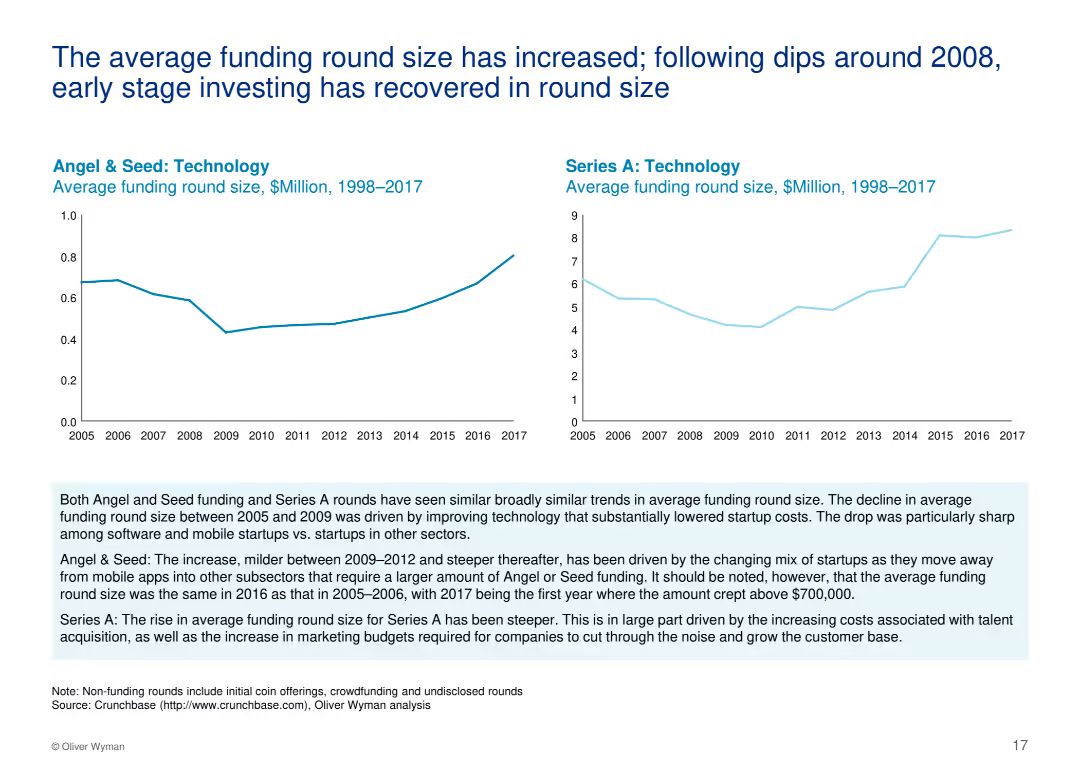 The average funding round size has increased; following dips around 2008,
early stage investing has recovered in round size
Angel & Seed: Technology
Average funding round size, $Million, 1998–2017
1.0
0.8
0.6
0.4
0.2
0.0
2005 2006 2007 2008 2009 2010 2011 2012 2013 2014 2015 2016 2017
Series A: Technology
Average funding round size, $Million, 1998–2017
9
8
7
6
5
4
3
2
1
0
2005 2006 2007 2008 2009 2010 2011 2012 2013 2014 2015 2016 2017
Both Angel and Seed funding and Series A rounds have seen similar broadly similar trends in average funding round size. The decline in average
funding round size between 2005 and 2009 was driven by improving technology that substantially lowered startup costs. The drop was particularly sharp
among software and mobile startups vs. startups in other sectors.
Angel & Seed: The increase, milder between 2009–2012 and steeper thereafter, has been driven by the changing mix of startups as they move away
from mobile apps into other subsectors that require a larger amount of Angel or Seed funding. It should be noted, however, that the average funding
round size was the same in 2016 as that in 2005–2006, with 2017 being the first year where the amount crept above $700,000.
Series A: The rise in average funding round size for Series A has been steeper. This is in large part driven by the increasing costs associated with talent
acquisition, as well as the increase in marketing budgets required for companies to cut through the noise and grow the customer base.
Note: Non-funding rounds include initial coin offerings, crowdfunding and undisclosed rounds
Source: Crunchbase (http://www.crunchbase.com), Oliver Wyman analysis
© Oliver Wyman
17